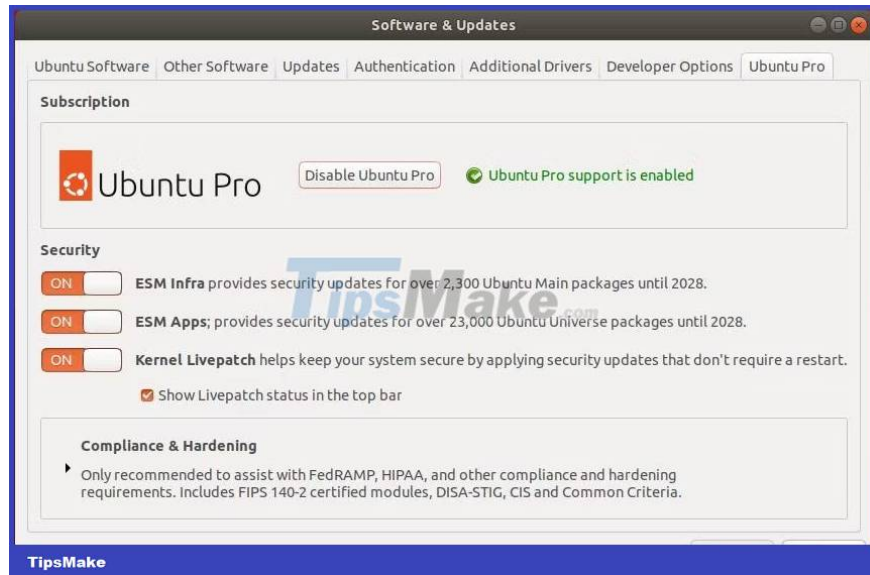 Software & Updates
Ubuntu Software Other Software Updates Authentication Additional Drivers Developer Options Ubuntu Pro
Subscription
Ubuntu Pro
Disable Ubuntu Pro
Ubuntu Pro support is enabled
Security
ON ESM Infra provides security updates for over 2,300 Ubuntu Main packages until 2028.
ON ESM Apps; provides security updates for over 23,000 Ubuntu Universe packages until 2028.
ON Kernel Livepatch helps keep your system secure by applying security updates that don't require a restart.
Show Livepatch status in the top bar
TipsMake.com
Compliance & Hardening
Only recommended to assist with FedRAMP, HIPAA, and other compliance and hardening
requirements. Includes FIPS 140-2 certified modules, DISA-STIG, CIS and Common Criteria.
TipsMake